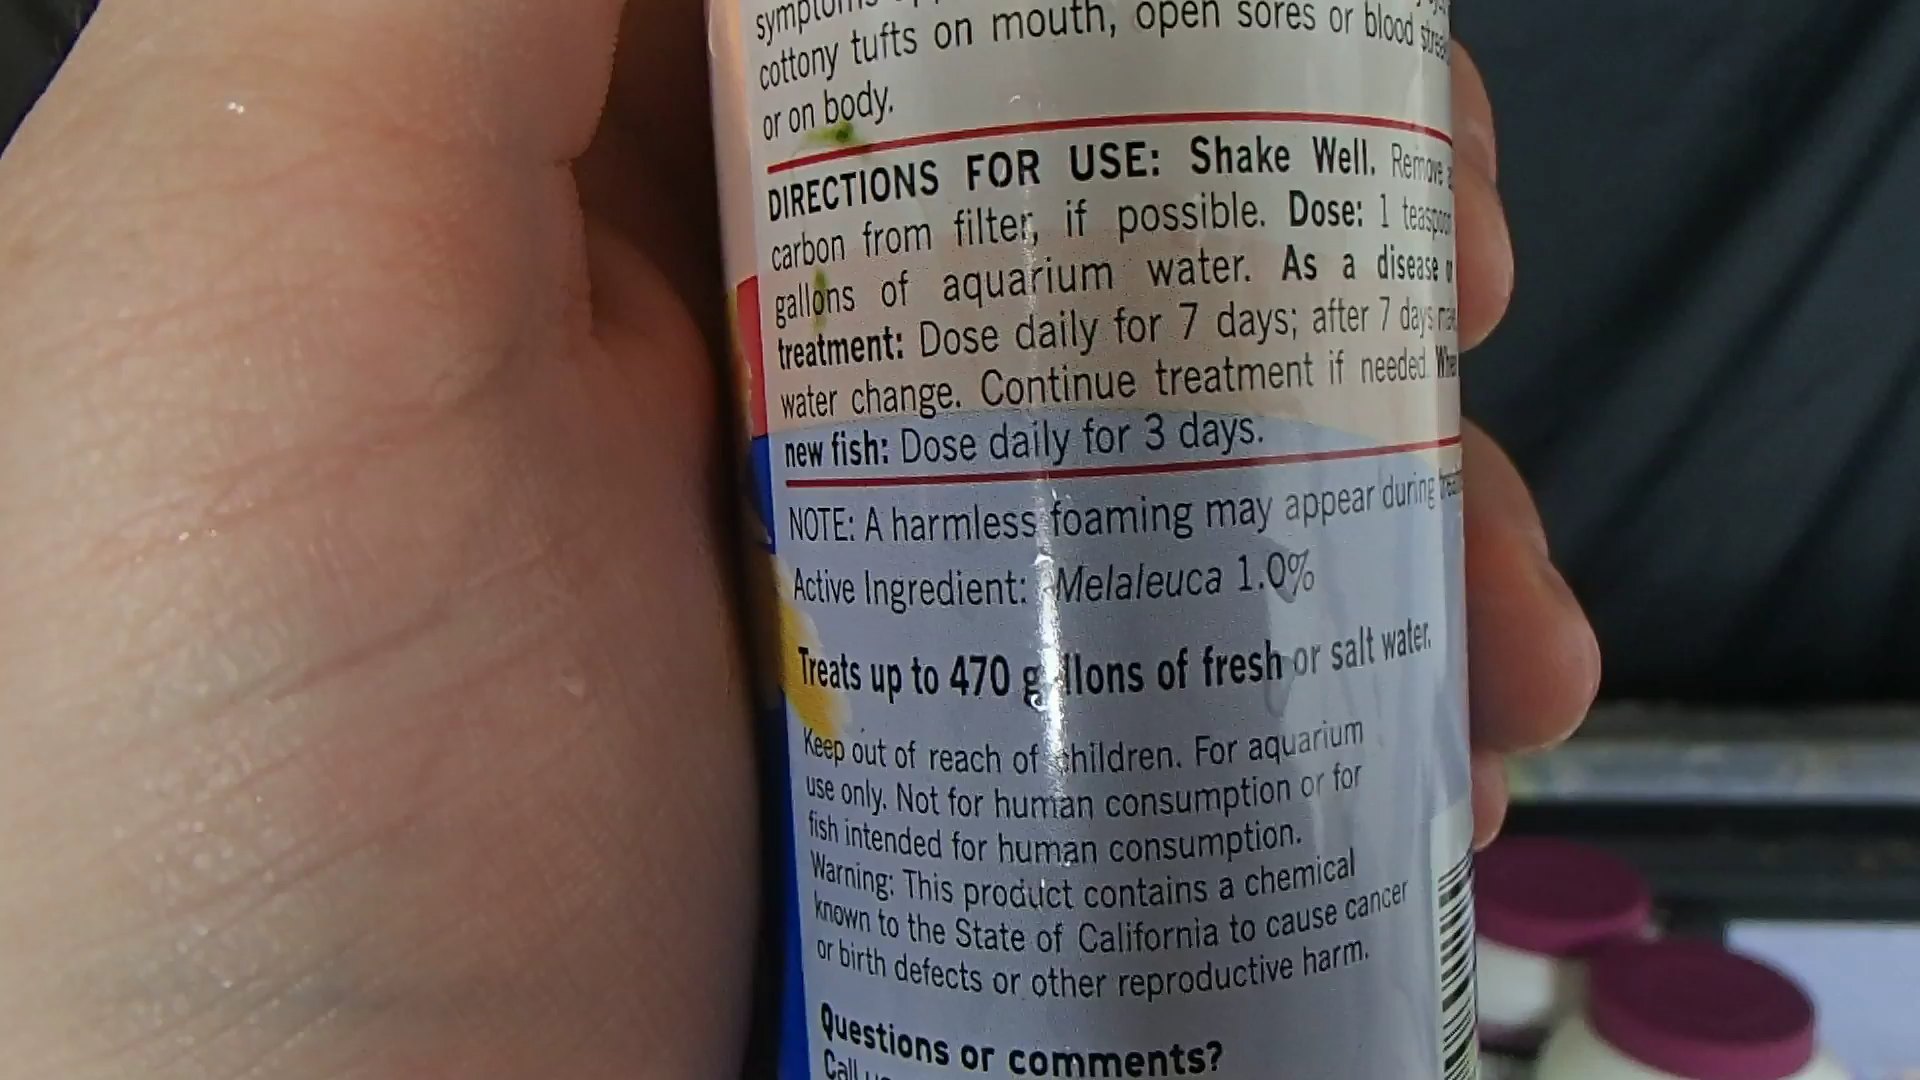 symptoms
cottony tufts on mouth, open sores or blood
or on body.
DIRECTIONS FOR USE: Shake Well. Remove
carbon from filter, if possible. Dose: 1 teaspoon
gallons of aquarium water. As a disease
treatment: Dose daily for 7 days; after 7 days
water change. Continue treatment if needed.
new fish: Dose daily for 3 days.
NOTE: A harmless foaming may appear during
Active Ingredient: Melaleuca 1.0%
Treats up to 470 gallons of fresh or salt water.
Keep out of reach of children. For aquarium
use only. Not for human consumption or for
fish intended for human consumption.
Warning: This product contains a chemical
known to the State of California to cause cancer
or birth defects or other reproductive harm.
Questions or comments?
Call